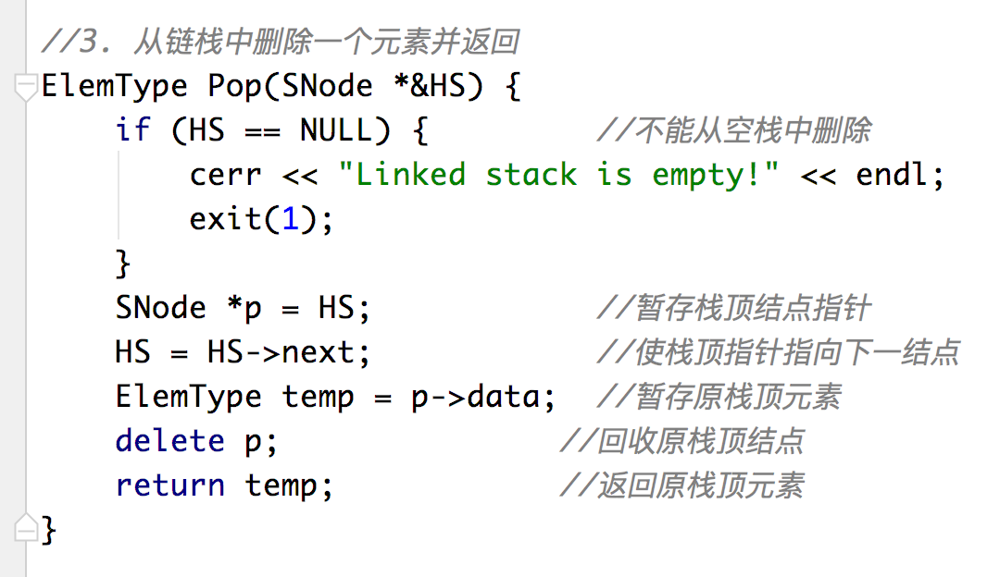 //3. 从链栈中删除一个元素并返回
ElemType Pop(SNode *&HS) {
    if (HS == NULL) {         //不能从空栈中删除
        cerr << "Linked stack is empty!" << endl;
        exit(1);
    }
    SNode *p = HS;            //暂存栈顶结点指针
    HS = HS->next;            //使栈顶指针指向下一结点
    ElemType temp = p->data;  //暂存原栈顶元素
    delete p;               //回收原栈顶结点
    return temp;            //返回原栈顶元素
}